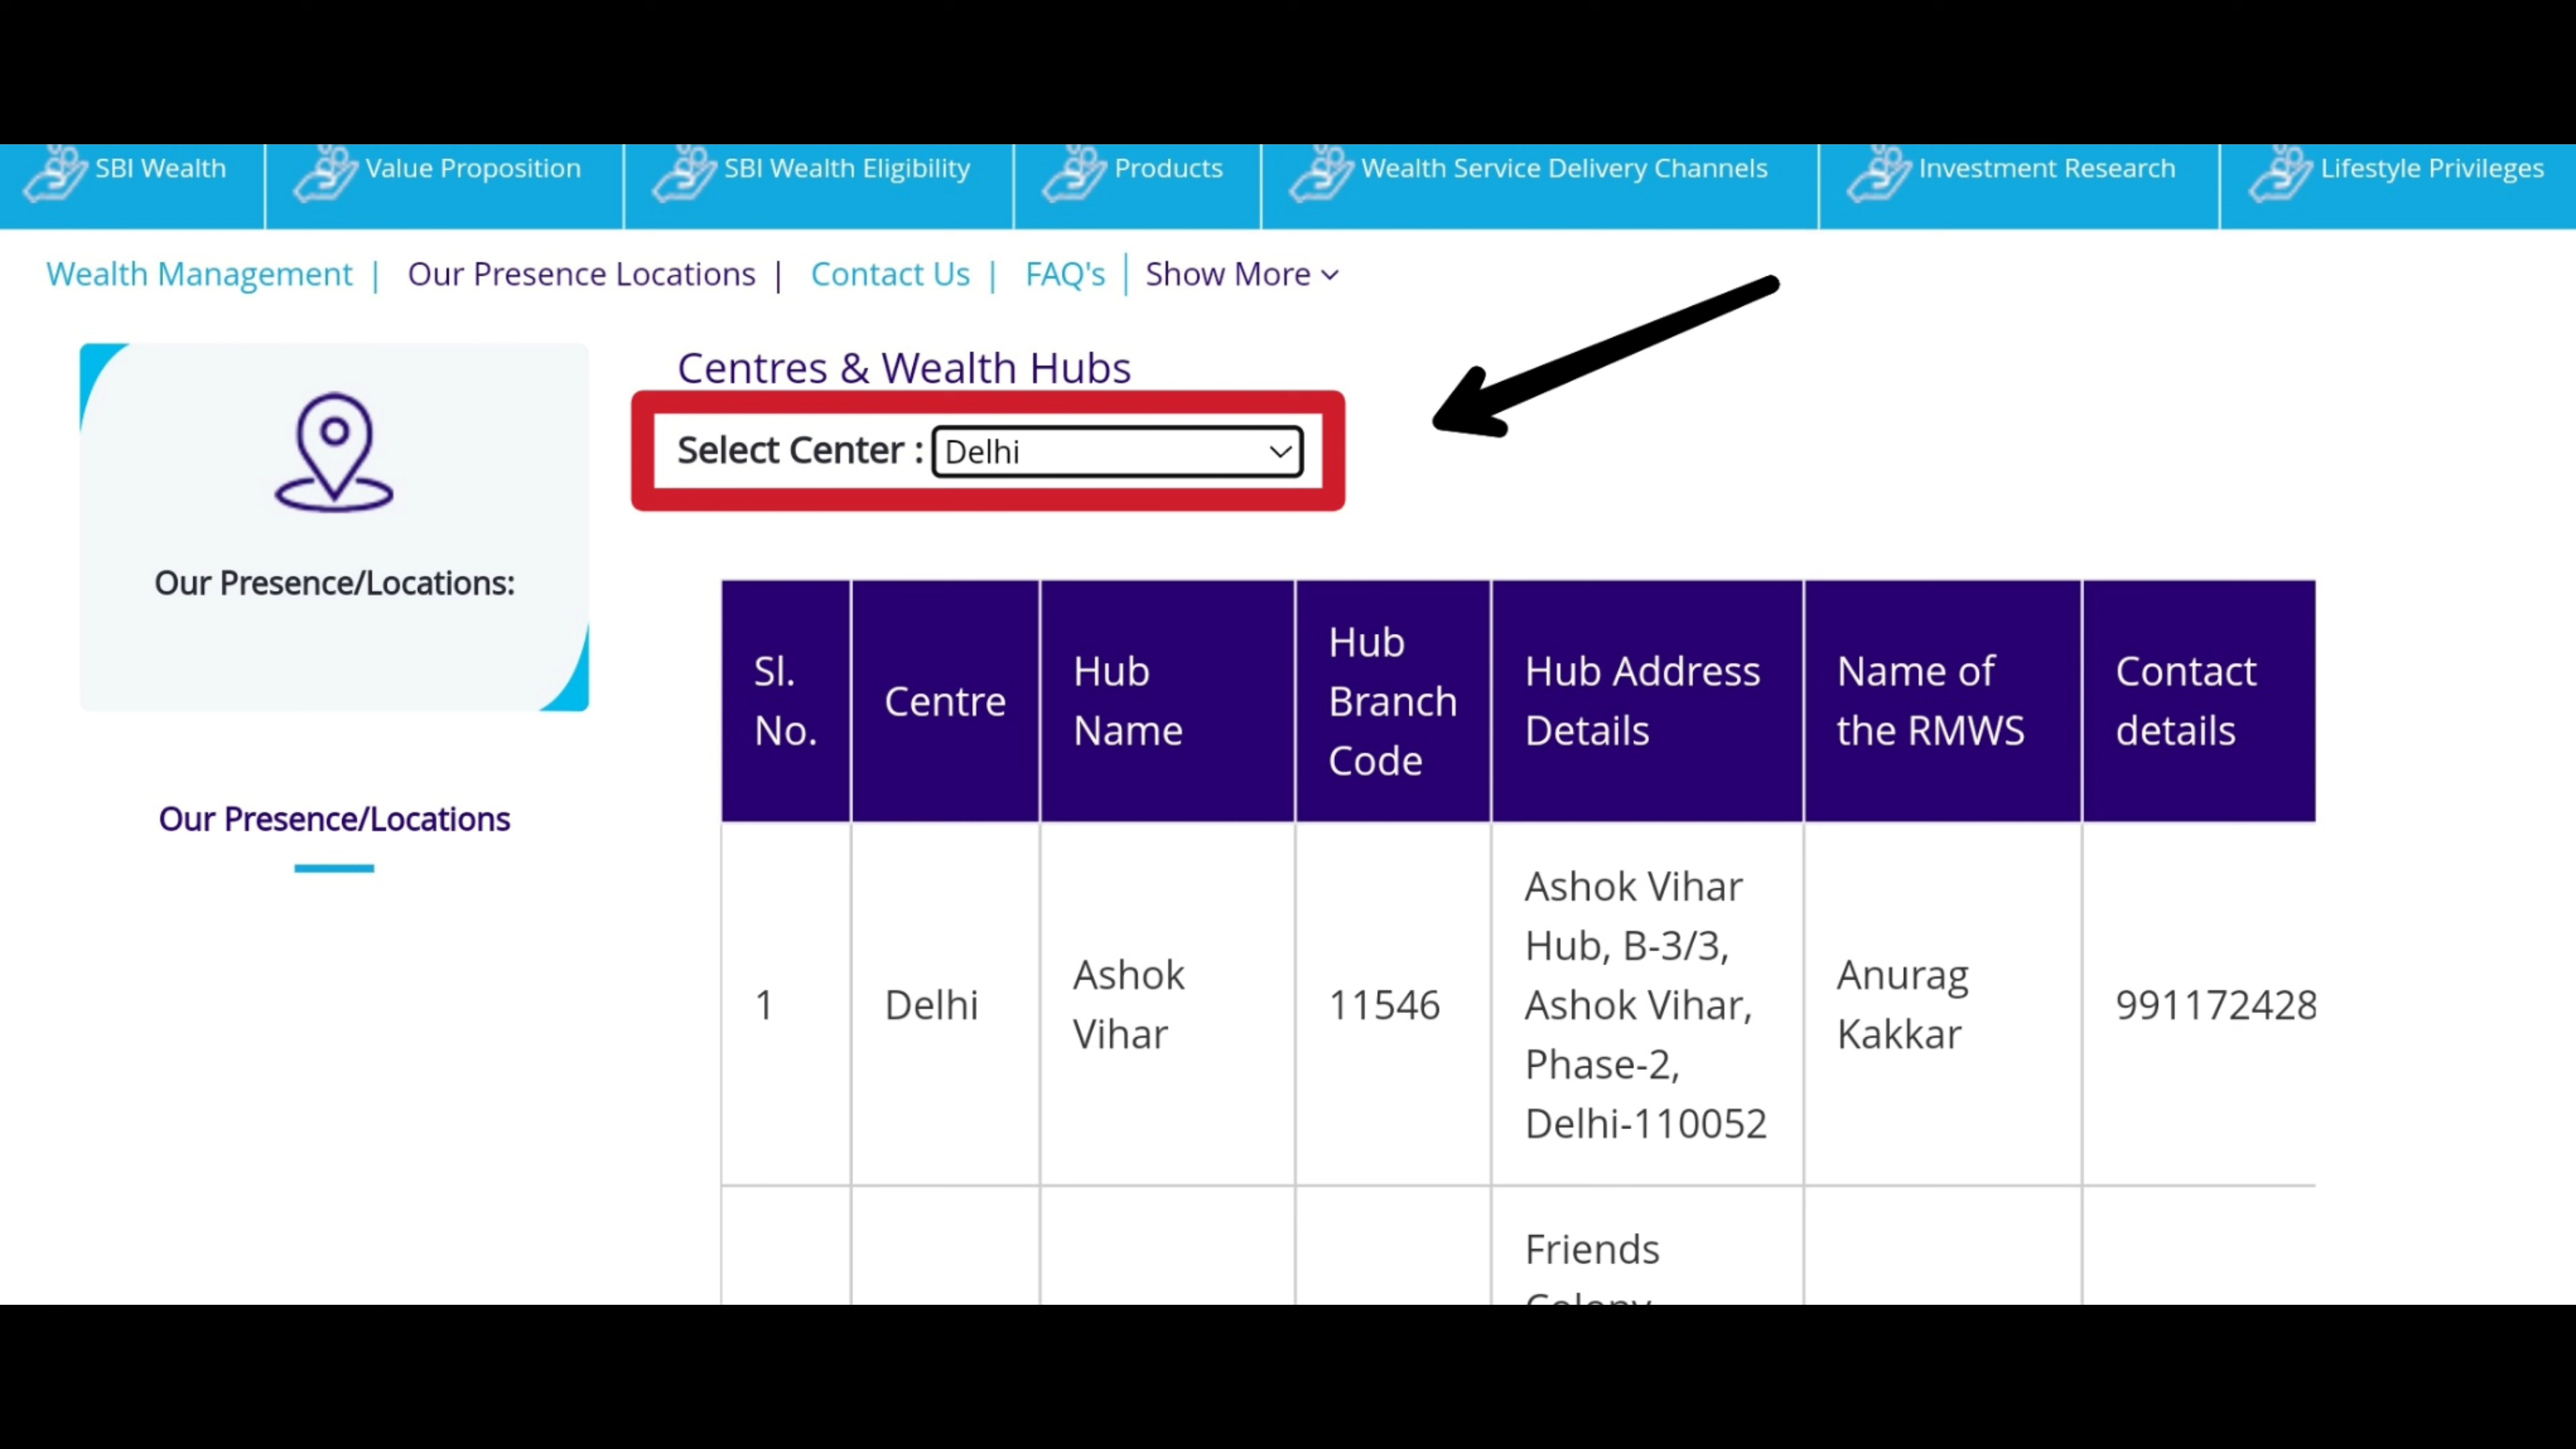 SBI Wealth
Value Proposition
SBI Wealth Eligibility
Products
Wealth Service Delivery Channels
Investment Research
Lifestyle Privileges
Wealth Management | Our Presence Locations | Contact Us | FAQ's | Show More
Our Presence/Locations:
Our Presence/Locations
Centres & Wealth Hubs
Select Center : Delhi
Sl.
No.
Centre
Hub
Name
Hub
Branch
Code
Hub Address
Details
Name of
the RMWS
Contact
details
1
Delhi
Ashok
Vihar
11546
Ashok Vihar
Hub, B-3/3,
Ashok Vihar,
Phase-2,
Delhi-110052
Anurag
Kakkar
991172428
Friends